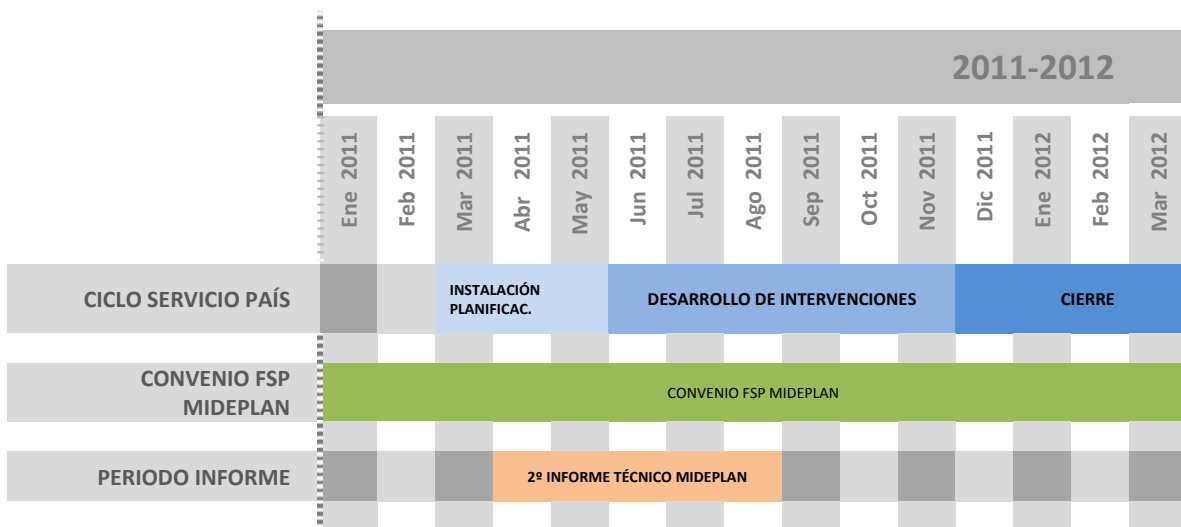 2011-2012
Ene 2011
Feb 2011
Mar 2011
Abr 2011
May 2011
Jun 2011
Jul 2011
Ago 2011
Sep 2011
Oct 2011
Nov 2011
Dic 2011
Ene 2012
Feb 2012
Mar 2012
CICLO SERVICIO PAÍS
INSTALACIÓN
PLANIFICAC.
DESARROLLO DE INTERVENCIONES
CIERRE
CONVENIO FSP
MIDEPLAN
CONVENIO FSP MIDEPLAN
PERIODO INFORME
2º INFORME TÉCNICO MIDEPLAN